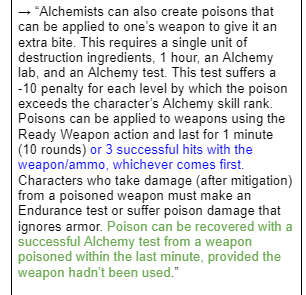 → “Alchemists can also create poisons that
can be applied to one’s weapon to give it an
extra bite. This requires a single unit of
destruction ingredients, 1 hour, an Alchemy
lab, and an Alchemy test. This test suffers a
-10 penalty for each level by which the poison
exceeds the character’s Alchemy skill rank.
Poisons can be applied to weapons using the
Ready Weapon action and last for 1 minute
(10 rounds) or 3 successful hits with the
weapon/ammo, whichever comes first.
Characters who take damage (after mitigation)
from a poisoned weapon must make an
Endurance test or suffer poison damage that
ignores armor. Poison can be recovered with a
successful Alchemy test from a weapon
poisoned within the last minute, provided the
weapon hadn’t been used.”